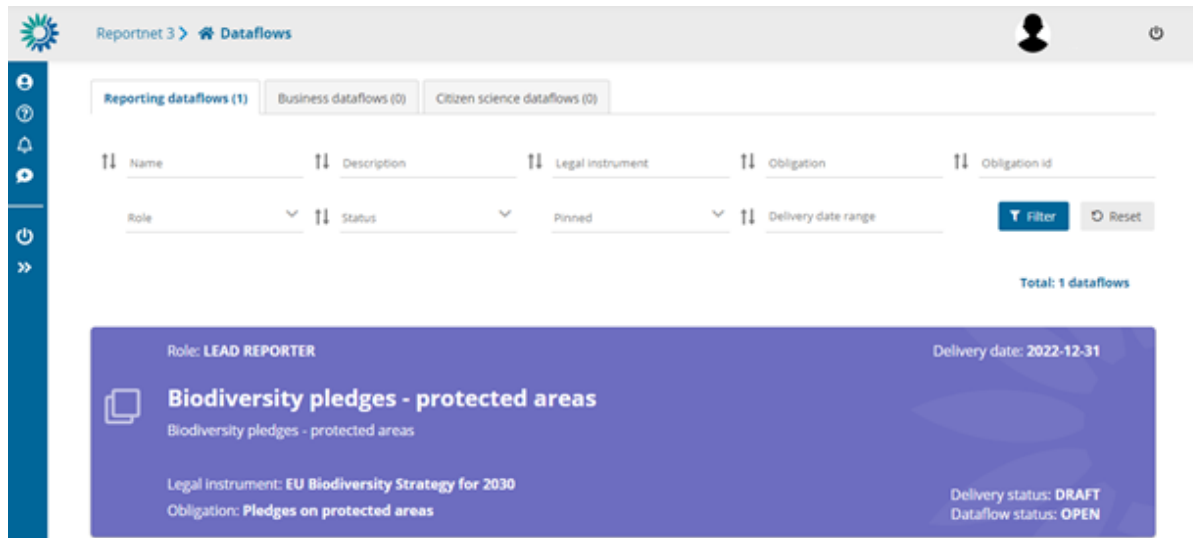 Reportnet 3 Dataflows
Reporting dataflows (1) Business dataflows (0) Citizen science dataflows (0)
Name Description Legal instrument Obligation Obligation id
Role Status Pinned Delivery date range Filter Reset
Total: 1 dataflows
Role: LEAD REPORTER Delivery date: 2022-12-31
Biodiversity pledges - protected areas
Biodiversity pledges - protected areas
Legal instrument: EU Biodiversity Strategy for 2030
Delivery status: DRAFT
Obligation: Pledges on protected areas
Dataflow status: OPEN